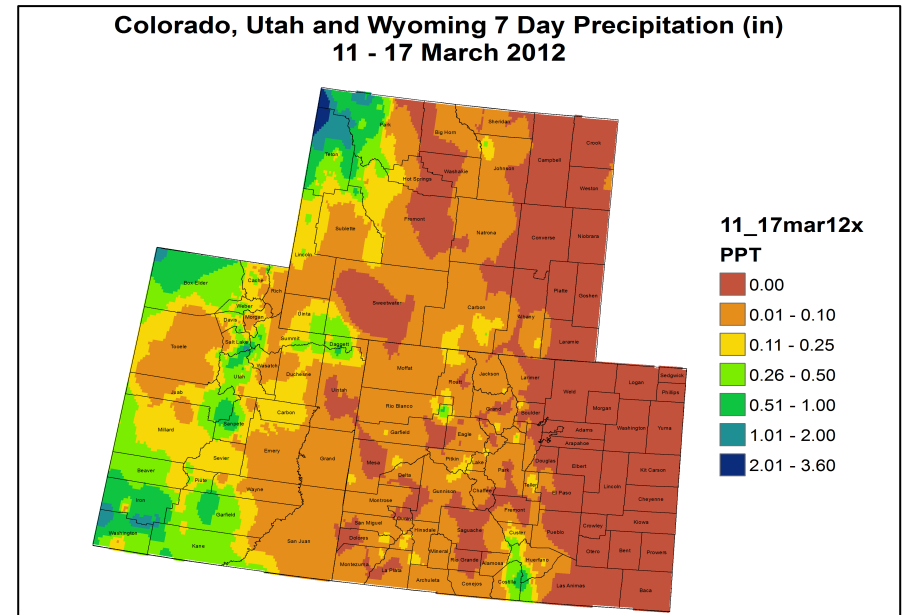 Colorado, Utah and Wyoming 7 Day Precipitation (in)
11 - 17 March 2012
Sheridan
Park
Big Horn
Crook
Campbell
Teton
Washakie
Johnson
Hot Springs
Weston
Fremont
Sublette
Natrona
Converse
Niobrara
Lincoln
Box Elder
Cache
Rich
Platte
Goshen
Sweetwater
Carbon
Weber
Morgan
Davis
Uinta
Albany
Salt Lake
Summit
Daggett
Laramie
Tooele
Utah
Wasatch
Duchesne
Uintah
Moffat
Routt
Jackson
Larimer
Weld
Logan
Sedgwick
Phillips
Juab
Rio Blanco
Grand
Boulder
Morgan
Washington
Yuma
Carbon
Sanpete
Millard
Garfield
Eagle
Adams
Arapahoe
Emery
Grand
Sevier
Mesa
Pitkin
Lake
Park
Douglas
Elbert
Kit Carson
Beaver
Piute
Wayne
Delta
Gunnison
Chaffee
Teller
El Paso
Lincoln
Cheyenne
Iron
Garfield
Montrose
Fremont
Kiowa
Crowley
Pueblo
Washington
Kane
San Juan
San Miguel
Ouray
Hinsdale
Saguache
Custer
Dolores
Otero
Bent
Prowers
Mineral
Rio Grande
Alamosa
Huerfano
Montezuma
La Plata
Archuleta
Conejos
Costilla
Las Animas
Baca
11_17mar12x
PPT
0.00
0.01 - 0.10
0.11 - 0.25
0.26 - 0.50
0.51 - 1.00
1.01 - 2.00
2.01 - 3.60